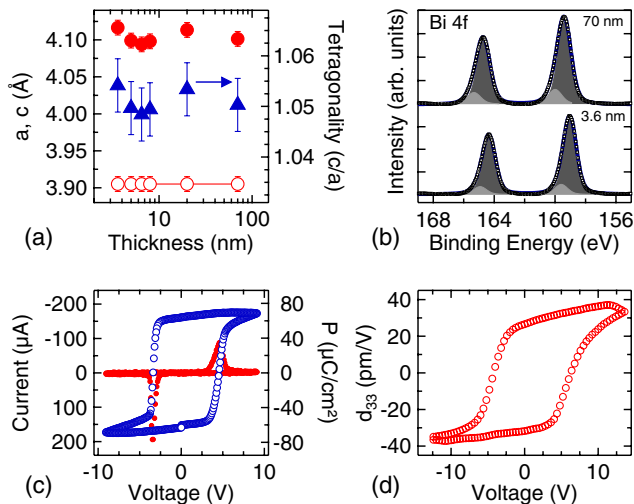 a, c (Å)
4.10
4.05
4.00
3.95
3.90
1.06
1.05
1.04
Tetragonality (c/a)
10
100
Thickness (nm)
(a)
Bi 4f
70 nm
3.6 nm
Intensity (arb. units)
168
164
160
156
Binding Energy (eV)
(b)
Current (µA)
-200
-100
0
100
200
80
40
0
-40
-80
P (µC/cm²)
-10
0
10
Voltage (V)
(c)
d33 (pm/V)
40
20
0
-20
-40
-10
0
10
Voltage (V)
(d)